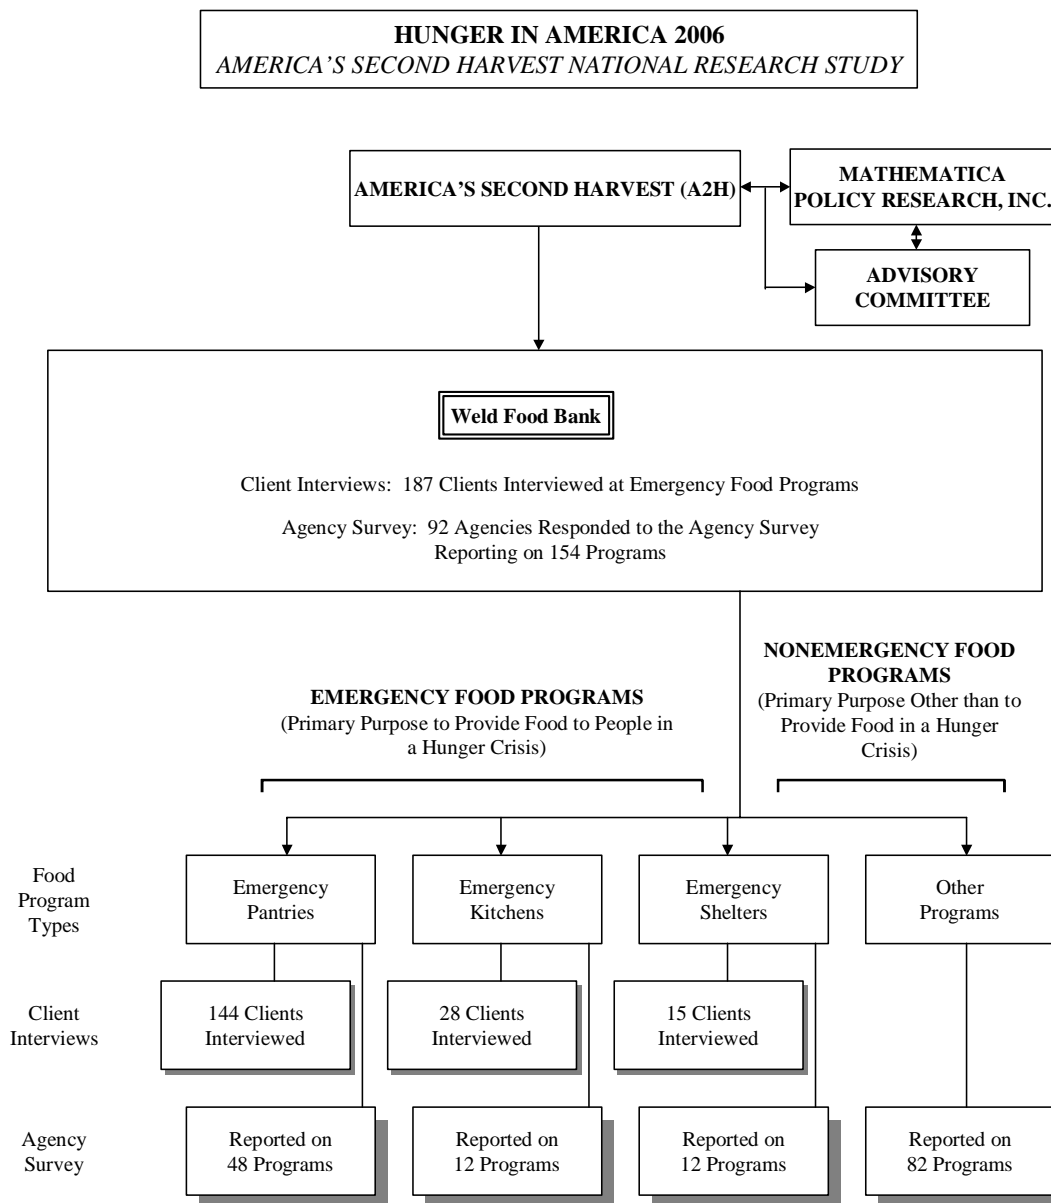 HUNGER IN AMERICA 2006
AMERICA'S SECOND HARVEST NATIONAL RESEARCH STUDY
AMERICA'S SECOND HARVEST (A2H)
MATHEMATICA
POLICY RESEARCH, INC.
ADVISORY
COMMITTEE
Weld Food Bank
Client Interviews:  187 Clients Interviewed at Emergency Food Programs
Agency Survey:  92 Agencies Responded to the Agency Survey
Reporting on 154 Programs
EMERGENCY FOOD PROGRAMS
(Primary Purpose to Provide Food to People in
a Hunger Crisis)
NONEMERGENCY FOOD
PROGRAMS
(Primary Purpose Other than to
Provide Food in a Hunger
Crisis)
Food
Program
Types
Emergency
Pantries
Emergency
Kitchens
Emergency
Shelters
Other
Programs
Client
Interviews
144 Clients
Interviewed
28 Clients
Interviewed
15 Clients
Interviewed
Agency
Survey
Reported on
48 Programs
Reported on
12 Programs
Reported on
12 Programs
Reported on
82 Programs